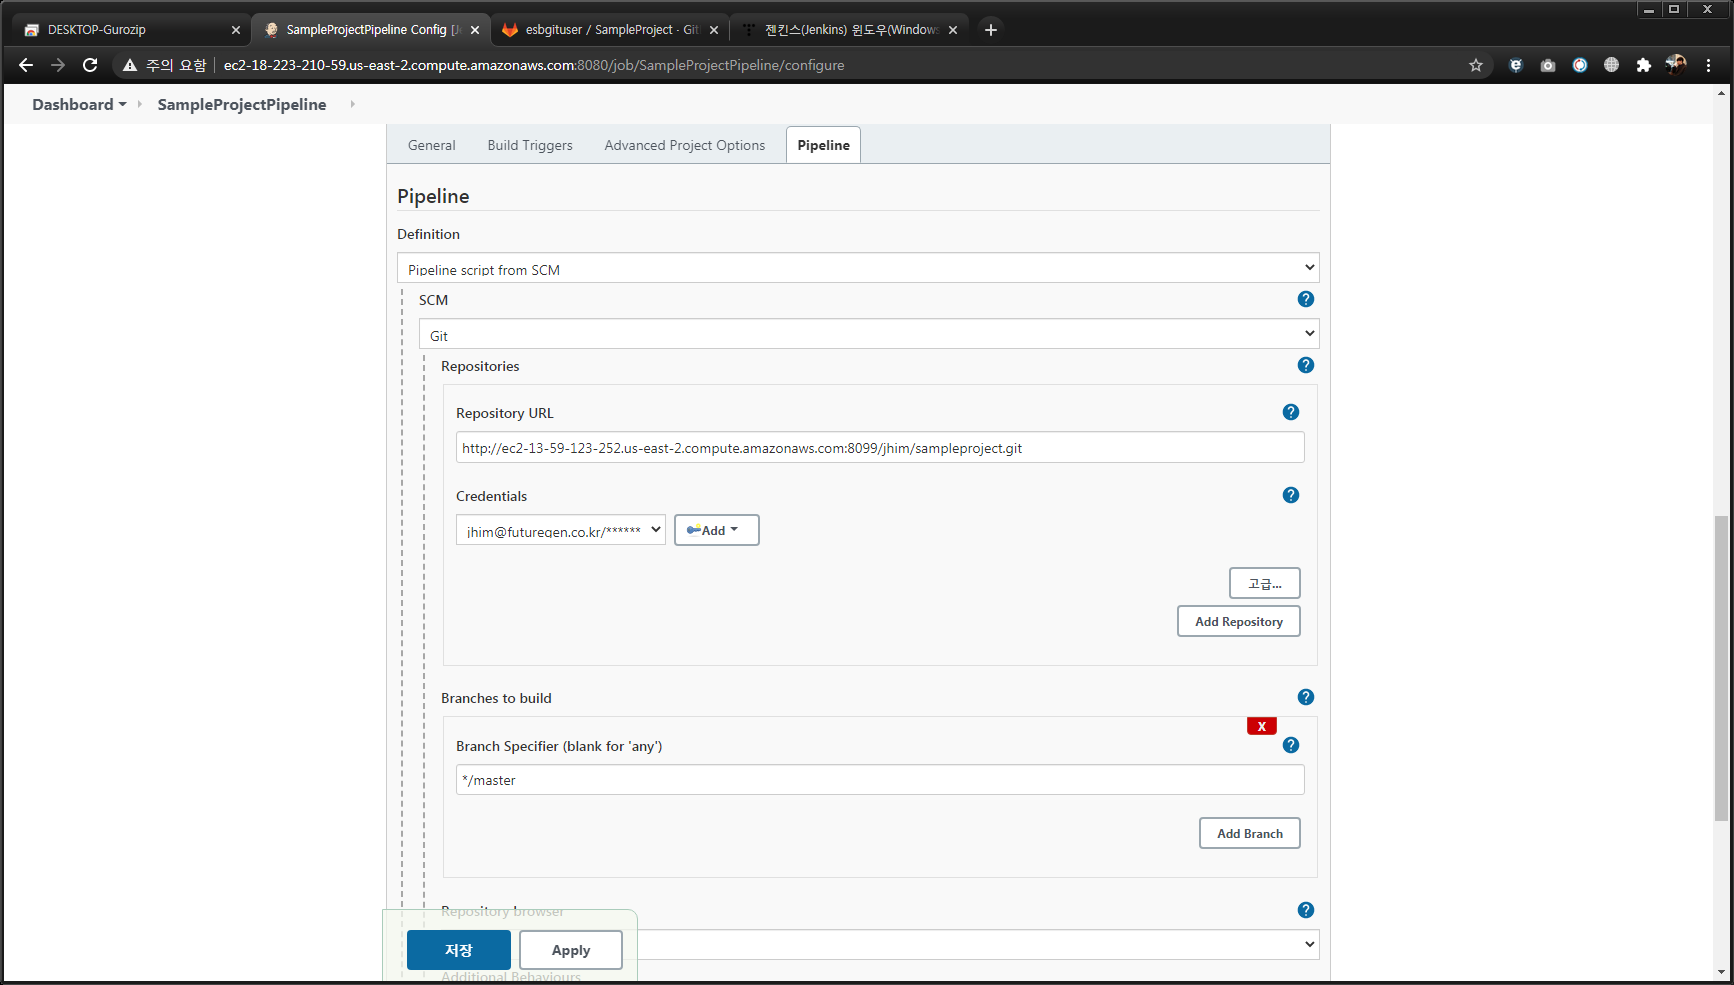 DESKTOP-Gurozip
SampleProjectPipeline Config [Je
esbgituser / SampleProject · Git
젠킨스(Jenkins) 윈도우(Windows
주의 요함
ec2-18-223-210-59.us-east-2.compute.amazonaws.com:8080/job/SampleProjectPipeline/configure
Dashboard
SampleProjectPipeline
General
Build Triggers
Advanced Project Options
Pipeline
Pipeline
Definition
Pipeline script from SCM
SCM
Git
Repositories
Repository URL
http://ec2-13-59-123-252.us-east-2.compute.amazonaws.com:8099/jhim/sampleproject.git
Credentials
jhim@futuregen.co.kr/******
Add
고급...
Add Repository
Branches to build
X
Branch Specifier (blank for 'any')
*/master
Add Branch
Repository browser
저장
Apply
Additional Behaviours